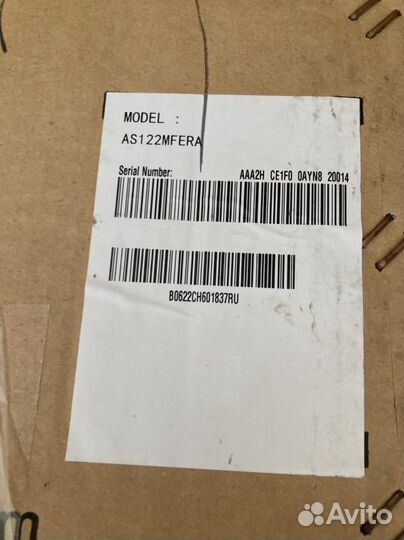 MODEL :
AS122MFERA
Serial Number: AAA2H CE1F0 0AYN8 20014
B0622CH601837RU
Avito